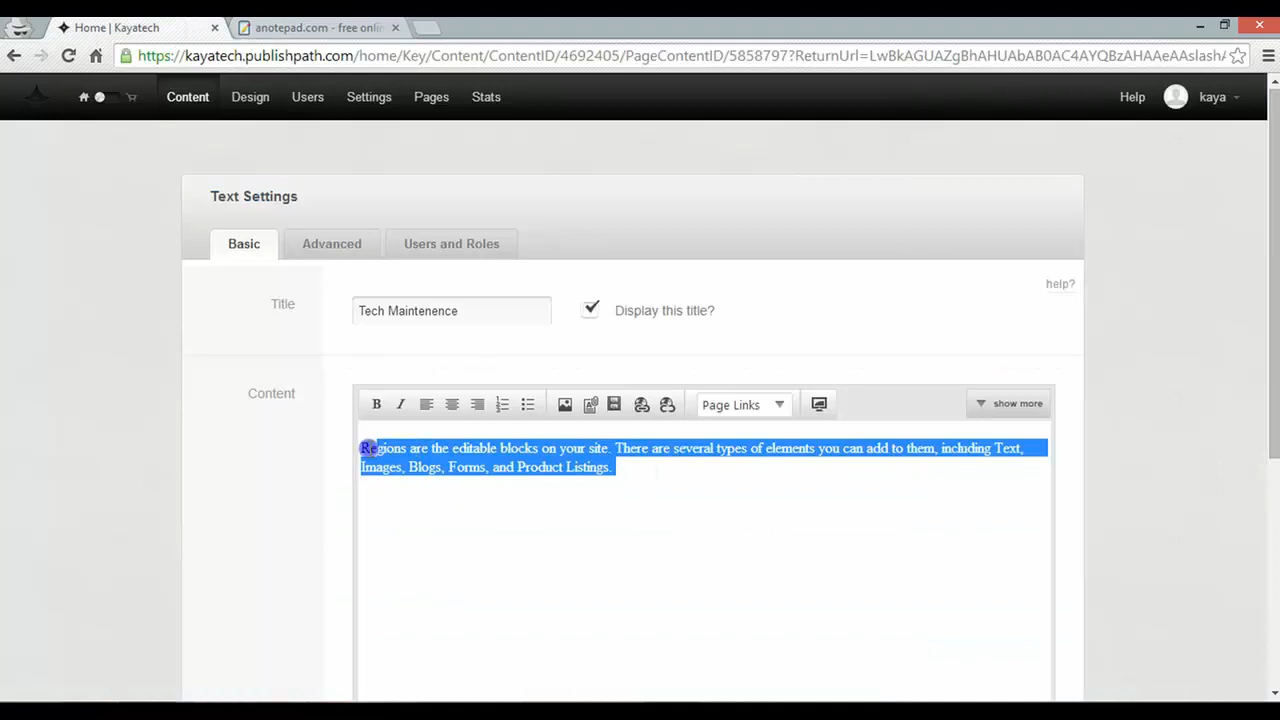 Home | Kayatech
anotepad.com - free onlin
https://kayatech.publishpath.com/home/Key/Content/ContentID/4692405/PageContentID/5858797?ReturnUrl=LwBkAGUAZgBhAHUAbAB0AC4AYQBzAHAAeAAslashA
Content Design Users Settings Pages Stats Help kaya
Text Settings
Basic Advanced Users and Roles
help?
Title Tech Maintenence Display this title?
Content
B I Page Links show more
Regions are the editable blocks on your site. There are several types of elements you can add to them, including Text,
Images, Blogs, Forms, and Product Listings.